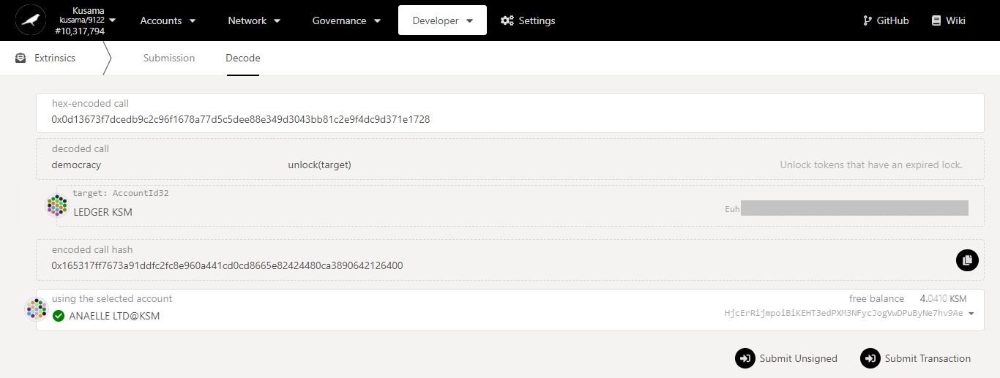 Kusama
kusama/9122
#10,317,794
Accounts
Network
Governance
Developer
Settings
GitHub
Wiki
Extrinsics
Submission
Decode
hex-encoded call
0x0d13673f7dcedb9c2c96f1678a77d5c5dee88e349d3043bb81c2e9f4dc9d371e1728
decoded call
democracy
unlock(target)
Unlock tokens that have an expired lock.
target: AccountId32
LEDGER KSM
Euh
encoded call hash
0x165317ff7673a91ddfc2fc8e960a441cd0cd8665e82424480ca3890642126400
using the selected account
free balance 4.0410 KSM
ANAELLE LTD@KSM
HjcErRijmpoiBiKEHT3edPXM3NFycJogVwDPuByNe7hv9Ae
Submit Unsigned
Submit Transaction